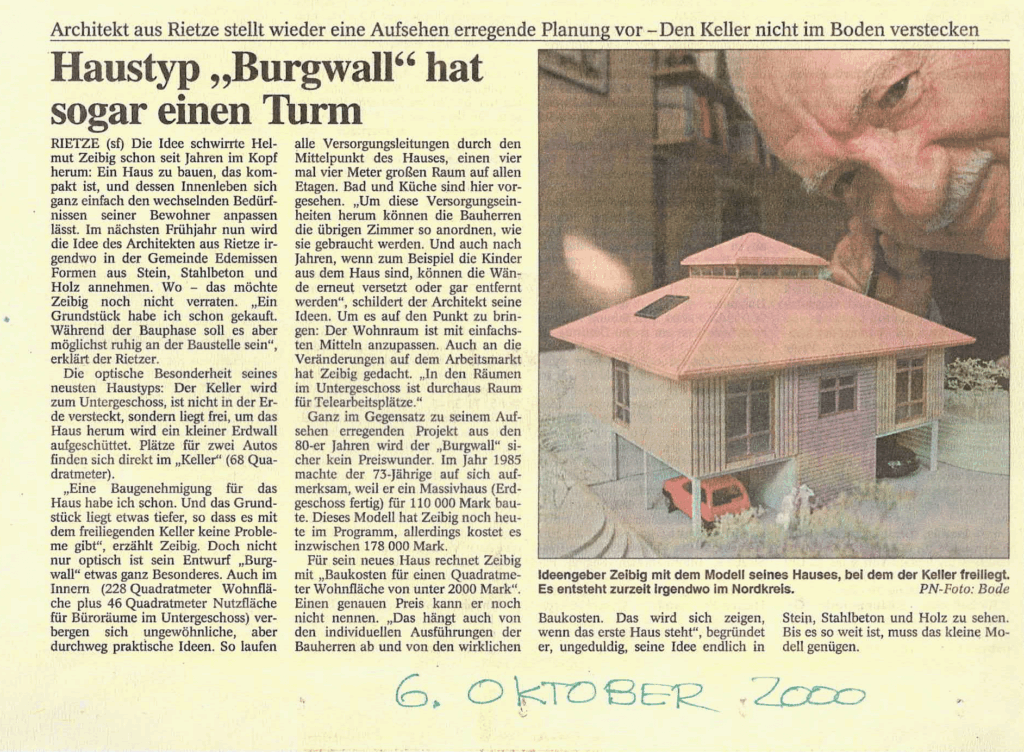 Architekt aus Rietze stellt wieder eine Aufsehen erregende Planung vor – Den Keller nicht im Boden verstecken
Haustyp „Burgwall“ hat
sogar einen Turm
RIETZE (sf) Die Idee schwirrte Hel-
mut Zeibig schon seit Jahren im Kopf
herum: Ein Haus zu bauen, das kom-
pakt ist, und dessen Innenleben sich
ganz einfach den wechselnden Bedürf-
nissen seiner Bewohner anpassen
lässt. Im nächsten Frühjahr nun wird
die Idee des Architekten aus Rietze ir-
gendwo in der Gemeinde Edemissen
Formen aus Stein, Stahlbeton und
Holz annehmen. Wo – das möchte
Zeibig noch nicht verraten. „Ein
Grundstück habe ich schon gekauft.
Während der Bauphase soll es aber
möglichst ruhig an der Baustelle sein“,
erklärt der Rietzer.
Die optische Besonderheit seines
neusten Haustyps: Der Keller wird
zum Untergeschoss, ist nicht in der Er-
de versteckt, sondern liegt frei, um das
Haus herum wird ein kleiner Erdwall
aufgeschüttet. Plätze für zwei Autos
finden sich direkt im „Keller“ (68 Qua-
dratmeter).
„Eine Baugenehmigung für das
Haus habe ich schon. Und das Grund-
stück liegt etwas tiefer, so dass es mit
dem freiliegenden Keller keine Proble-
me gibt“, erzählt Zeibig. Doch nicht
nur optisch ist sein Entwurf „Burg-
wall“ etwas ganz Besonderes. Auch im
Innern (228 Quadratmeter Wohnflä-
che plus 46 Quadratmeter Nutzfläche
für Büroräume im Untergeschoss) ver-
bergen sich ungewöhnliche, aber
durchweg praktische Ideen. So laufen
alle Versorgungsleitungen durch den
Mittelpunkt des Hauses, einen vier
mal vier Meter großen Raum auf allen
Etagen. Bad und Küche sind hier vor-
gesehen. „Um diese Versorgungsein-
heiten herum können die Bauherren
die übrigen Zimmer so anordnen, wie
sie gebraucht werden. Und auch nach
Jahren, wenn zum Beispiel die Kinder
aus dem Haus sind, können die Wän-
de erneut versetzt oder gar entfernt
werden“, schildert der Architekt seine
Ideen. Um es auf den Punkt zu brin-
gen: Der Wohnraum ist mit einfachs-
ten Mitteln anzupassen. Auch an die
Veränderungen auf dem Arbeitsmarkt
hat Zeibig gedacht. „In den Räumen
im Untergeschoss ist durchaus Raum
für Telearbeitsplätze.“
Ganz im Gegensatz zu seinem Auf-
sehen erregenden Projekt aus den
80-er Jahren wird der „Burgwall“ si-
cher kein Preiswunder. Im Jahr 1985
machte der 73-Jährige auf sich auf-
merksam, weil er ein Massivhaus (Erd-
geschoss fertig) für 110 000 Mark bau-
te. Dieses Modell hat Zeibig noch heu-
te im Programm, allerdings kostet es
inzwischen 178 000 Mark.
Für sein neues Haus rechnet Zeibig
mit „Baukosten für einen Quadratme-
ter Wohnfläche von unter 2000 Mark“.
Einen genauen Preis kann er noch
nicht nennen. „Das hängt auch von
den individuellen Ausführungen der
Bauherren ab und von den wirklichen
Ideengeber Zeibig mit dem Modell seines Hauses, bei dem der Keller freiliegt.
Es entsteht zurzeit irgendwo im Nordkreis. PN-Foto: Bode
Baukosten. Das wird sich zeigen,
wenn das erste Haus steht“, begründet
er, ungeduldig, seine Idee endlich in
Stein, Stahlbeton und Holz zu sehen.
Bis es so weit ist, muss das kleine Mo-
dell genügen.
6. OKTOBER 2000